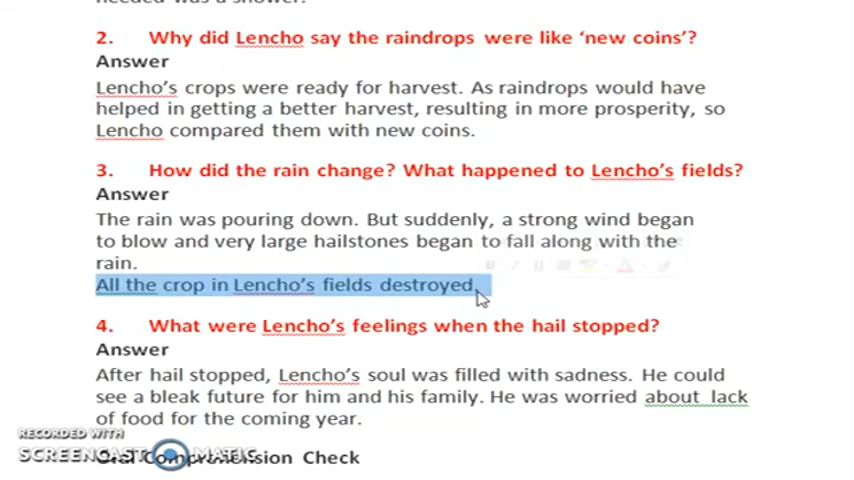 needed was a shower.
2. Why did Lencho say the raindrops were like ‘new coins’?
Answer
Lencho’s crops were ready for harvest. As raindrops would have
helped in getting a better harvest, resulting in more prosperity, so
Lencho compared them with new coins.
3. How did the rain change? What happened to Lencho’s fields?
Answer
The rain was pouring down. But suddenly, a strong wind began
to blow and very large hailstones began to fall along with the
rain.
All the crop in Lencho’s fields destroyed.
4. What were Lencho’s feelings when the hail stopped?
Answer
After hail stopped, Lencho’s soul was filled with sadness. He could
see a bleak future for him and his family. He was worried about lack
of food for the coming year.
RECORDED WITH
SCREENCAST MATIC
Oral Comprehension Check